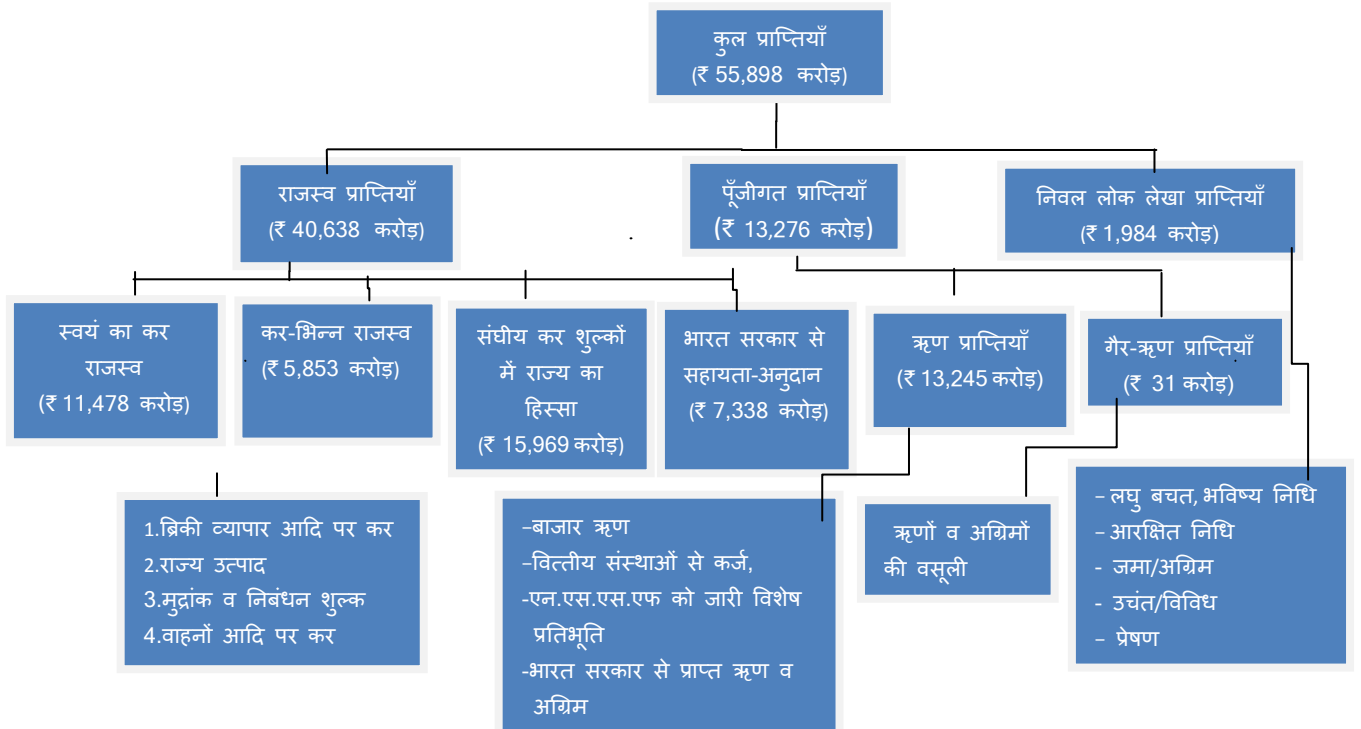 कुल प्राप्तियाँ
(₹ 55,898 करोड़)
राजस्व प्राप्तियाँ
(₹ 40,638 करोड़)
पूँजीगत प्राप्तियाँ
(₹ 13,276 करोड़)
निवल लोक लेखा प्राप्तियाँ
(₹ 1,984 करोड़)
स्वयं का कर
राजस्व
(₹ 11,478 करोड़)
कर-भिन्न राजस्व
(₹ 5,853 करोड़)
संघीय कर शुल्कों
में राज्य का
हिस्सा
(₹ 15,969 करोड़)
भारत सरकार से
सहायता-अनुदान
(₹ 7,338 करोड़)
ऋण प्राप्तियाँ
(₹ 13,245 करोड़)
गैर-ऋण प्राप्तियाँ
(₹ 31 करोड़)
1.ब्रिकी व्यापार आदि पर कर
2.राज्य उत्पाद
3.मुद्रांक व निबंधन शुल्क
4.वाहनों आदि पर कर
–बाजार ऋण
–वित्तीय संस्थाओं से कर्ज,
-एन.एस.एस.एफ को जारी विशेष
प्रतिभूति
-भारत सरकार से प्राप्त ऋण व
अग्रिम
ऋणों व अग्रिमों
की वसूली
– लघु बचत, भविष्य निधि
– आरक्षित निधि
- जमा/अग्रिम
- उचंत/विविध
– प्रेषण